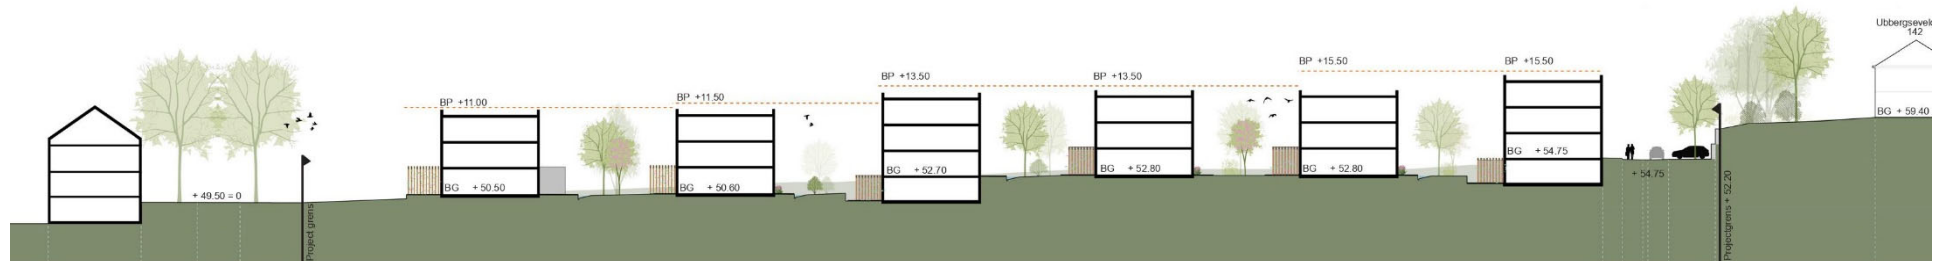 Ubbergseveld
142
BP +15.50
BP +15.50
BP +13.50
BP +13.50
BP +11.50
BP +11.00
BG + 59.40
BG + 54.75
BG + 52.70
BG + 52.80
BG + 52.80
+ 54.75
BG + 50.50
BG + 50.60
+ 49.50 = 0
Project grens
Projectgrens + 52.20